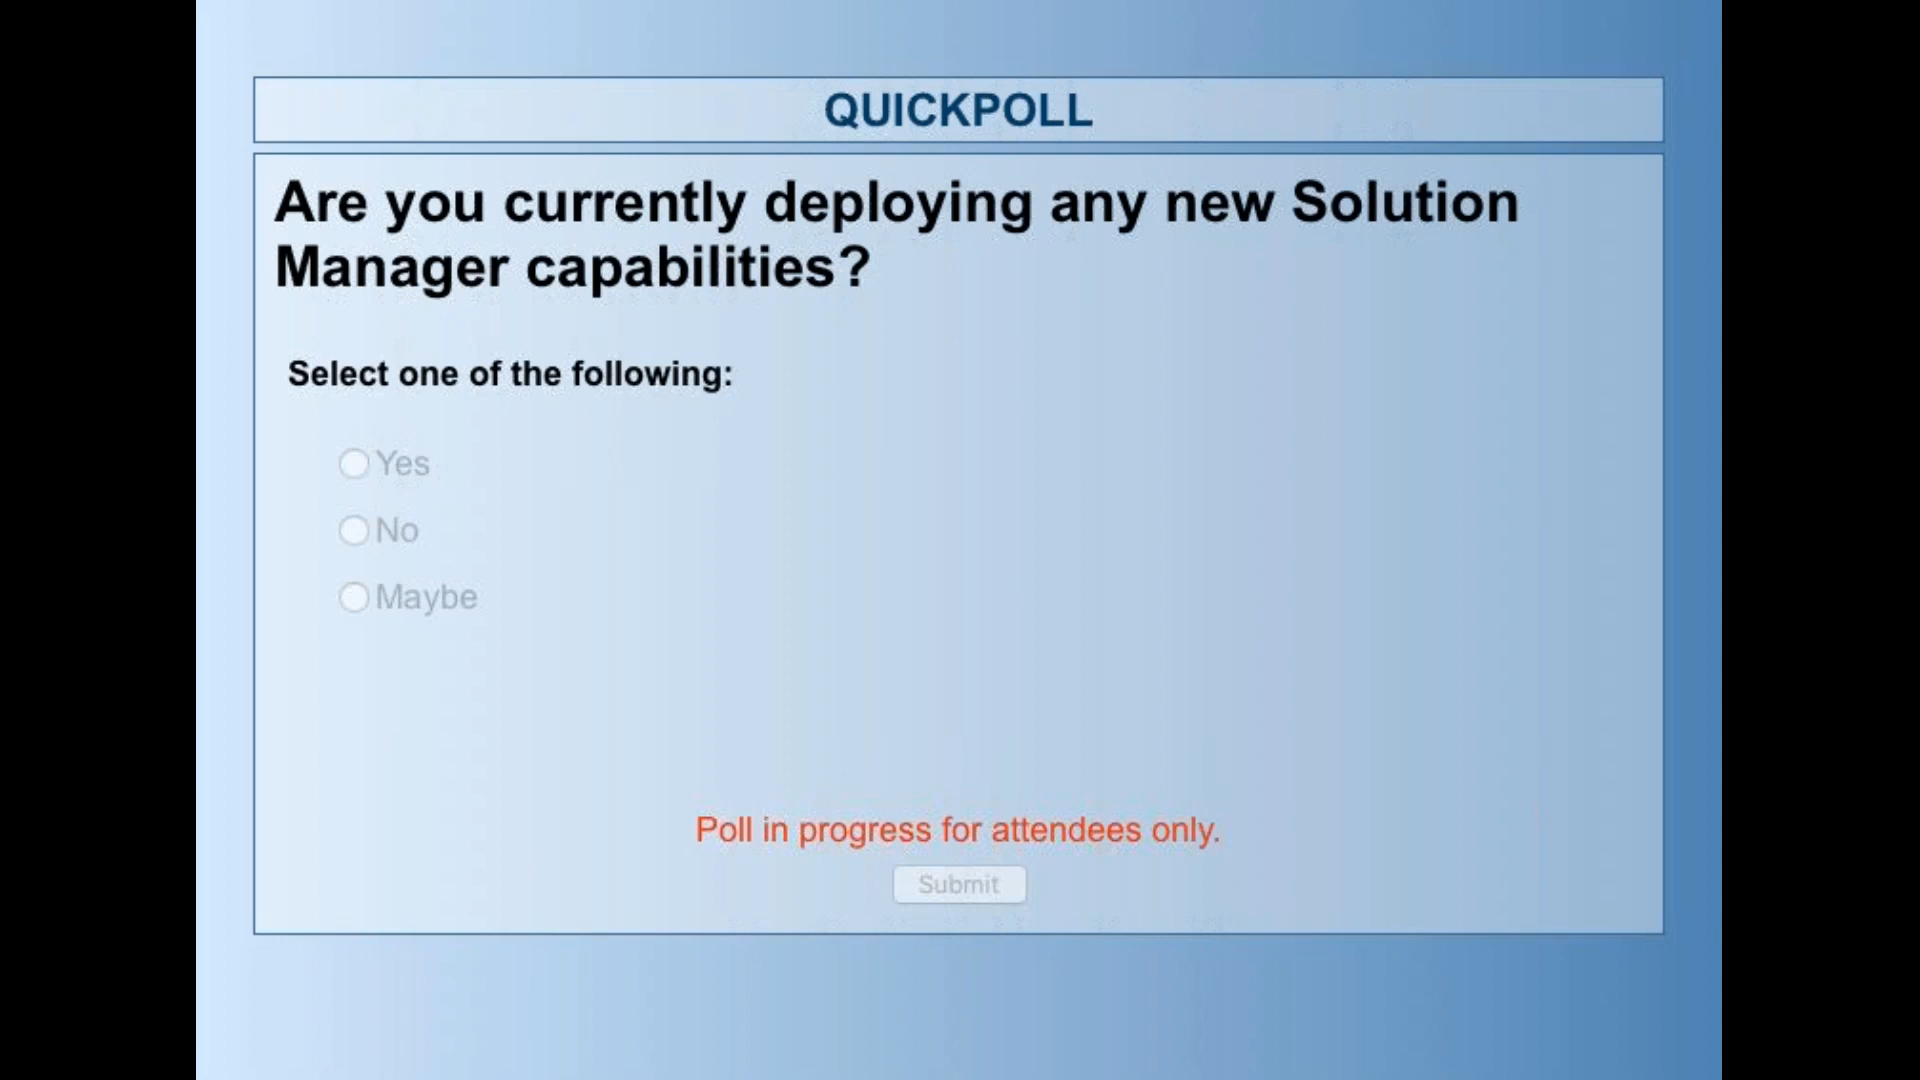 QUICKPOLL
Are you currently deploying any new Solution
Manager capabilities?
Select one of the following:
Yes
No
Maybe
Poll in progress for attendees only.
Submit